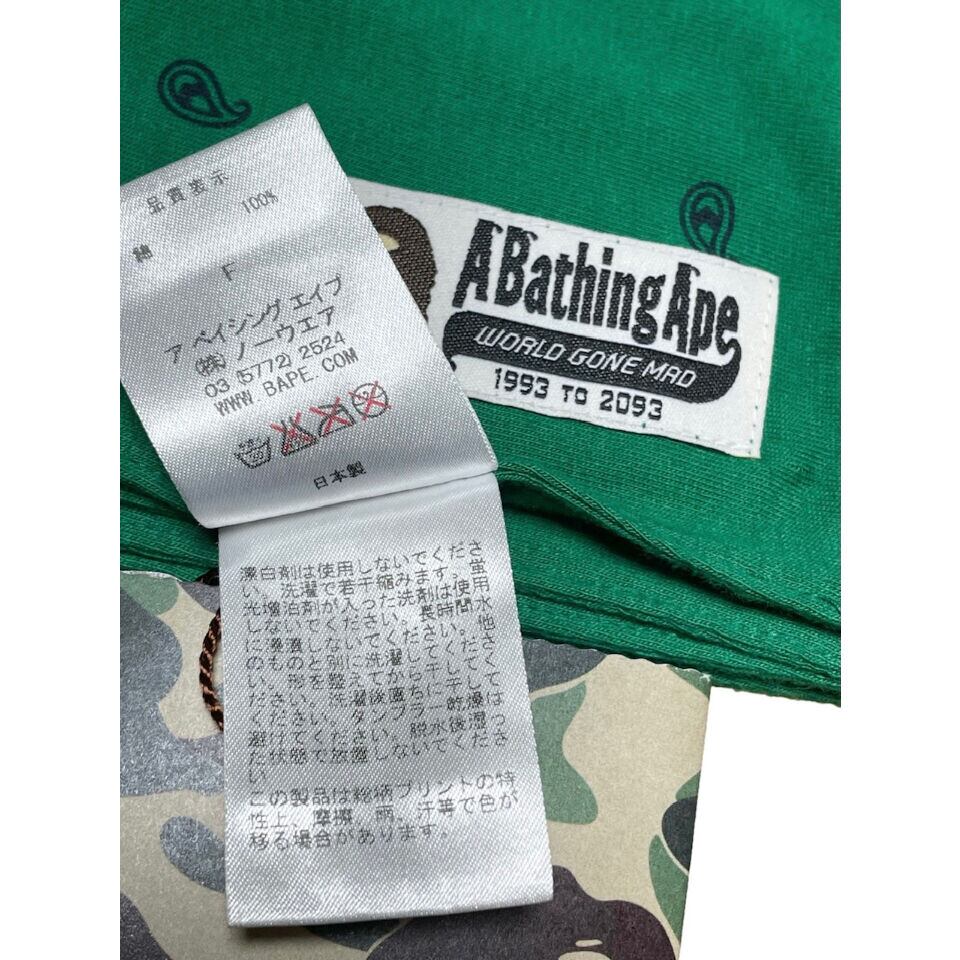 品質表示
綿 100%
F
ア ベイシング エイプ
(株) ノーウエア
03 (5772) 2524
WWW.BAPE.COM
日本製
A Bathing Ape
WORLD GONE MAD
1993 TO 2093
漂白剤は使用しないでくださ
い。洗濯で若干縮みます。蛍
光増白剤が入った洗剤は使用
しないでください。長時間水
に浸漬しないでください。他
のものと別に洗濯してくださ
い。形を整えてから干してく
ださい。洗濯後直ちに干して
ください。タンブラー乾燥は
避けてください。脱水後湿っ
た状態で放置しないでくださ
い
この製品は総柄プリントの特
性上、摩擦、雨、汗等で色が
移る場合があります。